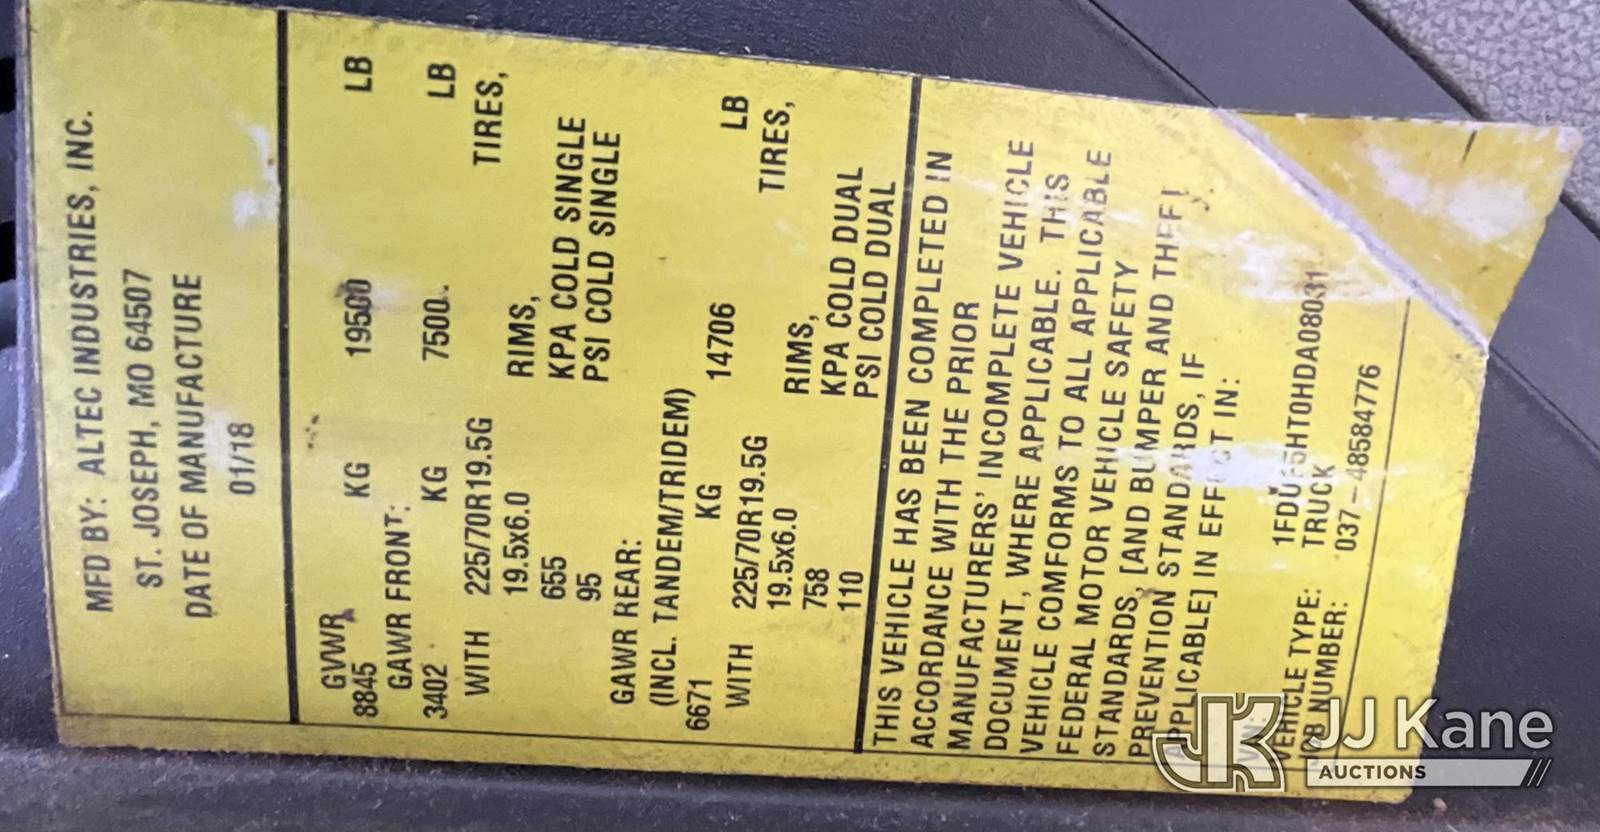 MFD BY: ALTEC INDUSTRIES, INC.
ST. JOSEPH, MO 64507
DATE OF MANUFACTURE
01/18
GVWR
8845 KG 19500 LB
GAWR FRONT:
3402 KG 7500 LB
WITH 225/70R19.5G TIRES,
19.5x6.0 RIMS,
655 KPA COLD SINGLE
95 PSI COLD SINGLE
GAWR REAR:
(INCL. TANDEM/TRIDEM)
6671 KG 14706 LB
WITH 225/70R19.5G TIRES,
19.5x6.0 RIMS,
758 KPA COLD DUAL
110 PSI COLD DUAL
THIS VEHICLE HAS BEEN COMPLETED IN
ACCORDANCE WITH THE PRIOR
MANUFACTURERS' INCOMPLETE VEHICLE
DOCUMENT, WHERE APPLICABLE. THIS
VEHICLE CONFORMS TO ALL APPLICABLE
FEDERAL MOTOR VEHICLE SAFETY
STANDARDS, [AND BUMPER AND THEFT
PREVENTION STANDARDS, IF
APPLICABLE] IN EFFECT IN:
VIN: 1FDUF5HT0HDA08031
VEHICLE TYPE: TRUCK
JOB NUMBER: 037-48584776
JJ Kane
AUCTIONS